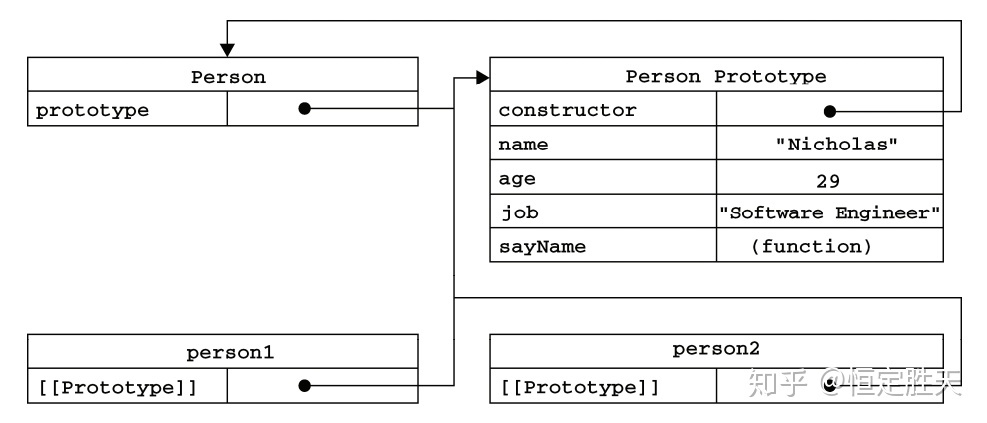 Person
prototype
Person Prototype
constructor
name "Nicholas"
age 29
job "Software Engineer"
sayName (function)
person1
[[Prototype]]
person2
[[Prototype]]
知乎 @恒定胜天